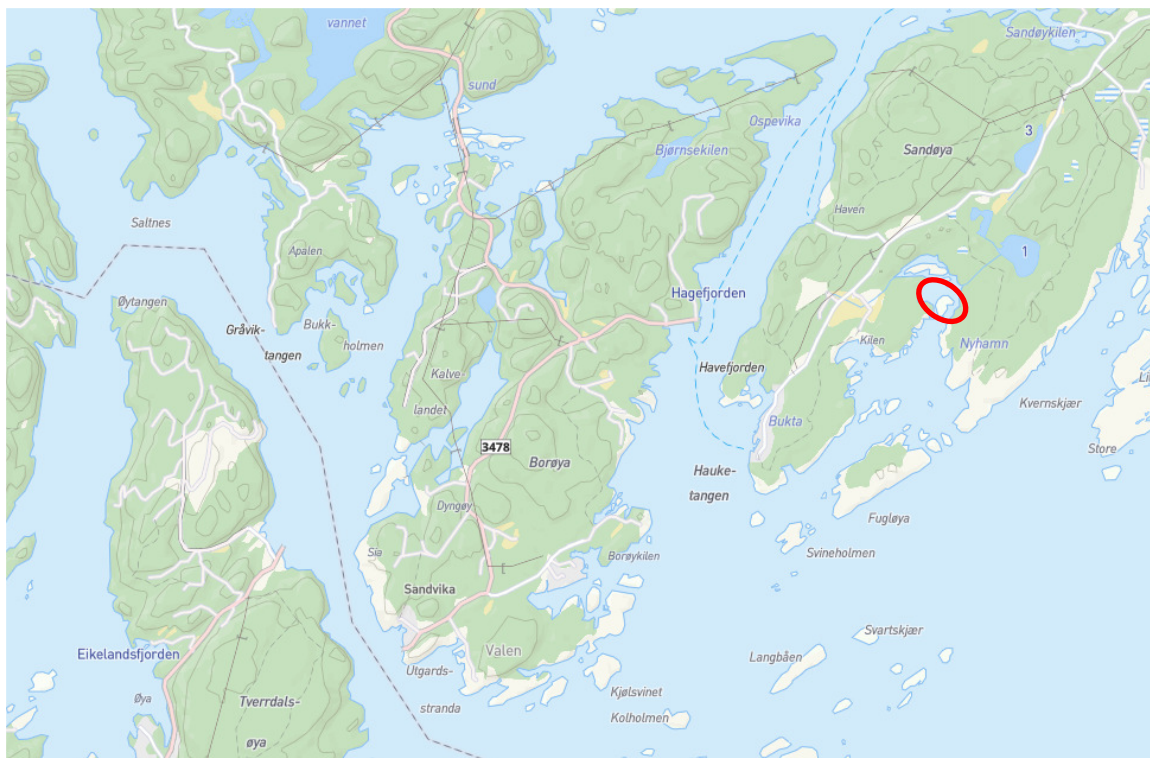 vannet
Sandøykilen
sund
Ospevika
3
Bjørnsekilen
Sandøya
Haven
Saltnes
Apalen
1
Hagefjorden
Øytangen
Gråvik-
tangen
Bukk-
holmen
Kilen
Nyhamn
Kalve-
landet
Havefjorden
Kvernskjær
Bukta
3478
Store
Borøya
Hauke-
tangen
Dyngøy
Fugløya
Sia
Borøykilen
Svineholmen
Sandvika
Valen
Svartskjær
Eikelandsfjorden
Langbåen
Utgards-
stranda
Øya
Tverrdals-
øya
Kjølsvinet
Kolholmen